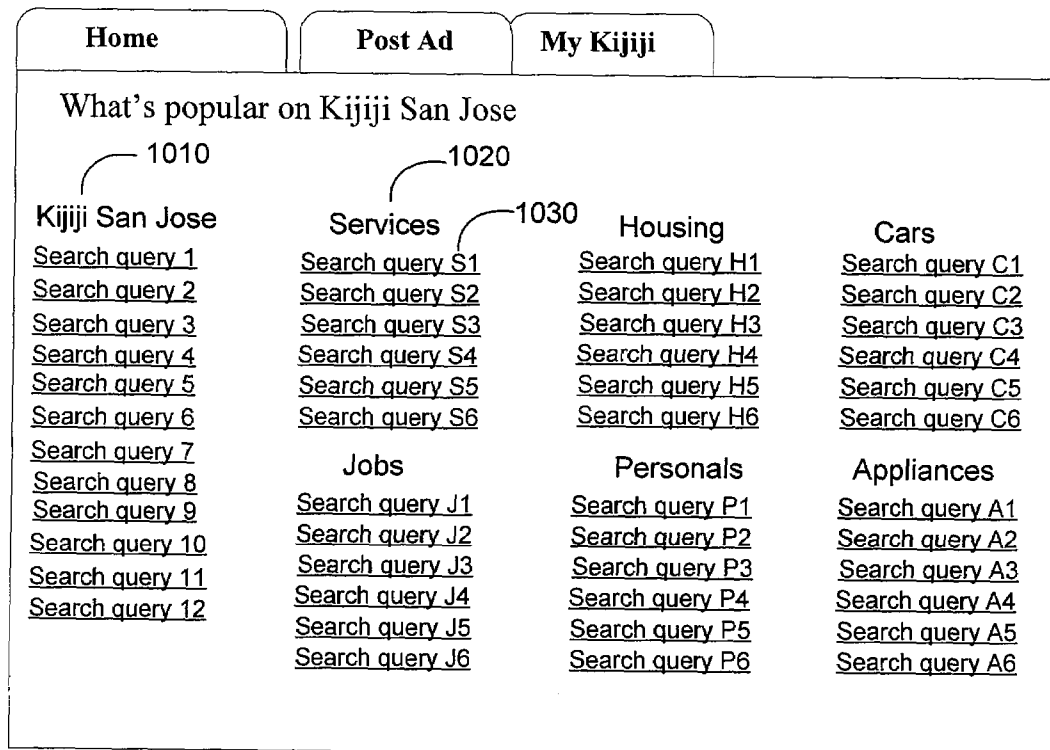 Home
Post Ad
My Kijiji
What's popular on Kijiji San Jose
1010
1020
1030
Kijiji San Jose
Search query 1
Search query 2
Search query 3
Search query 4
Search query 5
Search query 6
Search query 7
Search query 8
Search query 9
Search query 10
Search query 11
Search query 12
Services
Search query S1
Search query S2
Search query S3
Search query S4
Search query S5
Search query S6
Housing
Search query H1
Search query H2
Search query H3
Search query H4
Search query H5
Search query H6
Cars
Search query C1
Search query C2
Search query C3
Search query C4
Search query C5
Search query C6
Jobs
Search query J1
Search query J2
Search query J3
Search query J4
Search query J5
Search query J6
Personals
Search query P1
Search query P2
Search query P3
Search query P4
Search query P5
Search query P6
Appliances
Search query A1
Search query A2
Search query A3
Search query A4
Search query A5
Search query A6